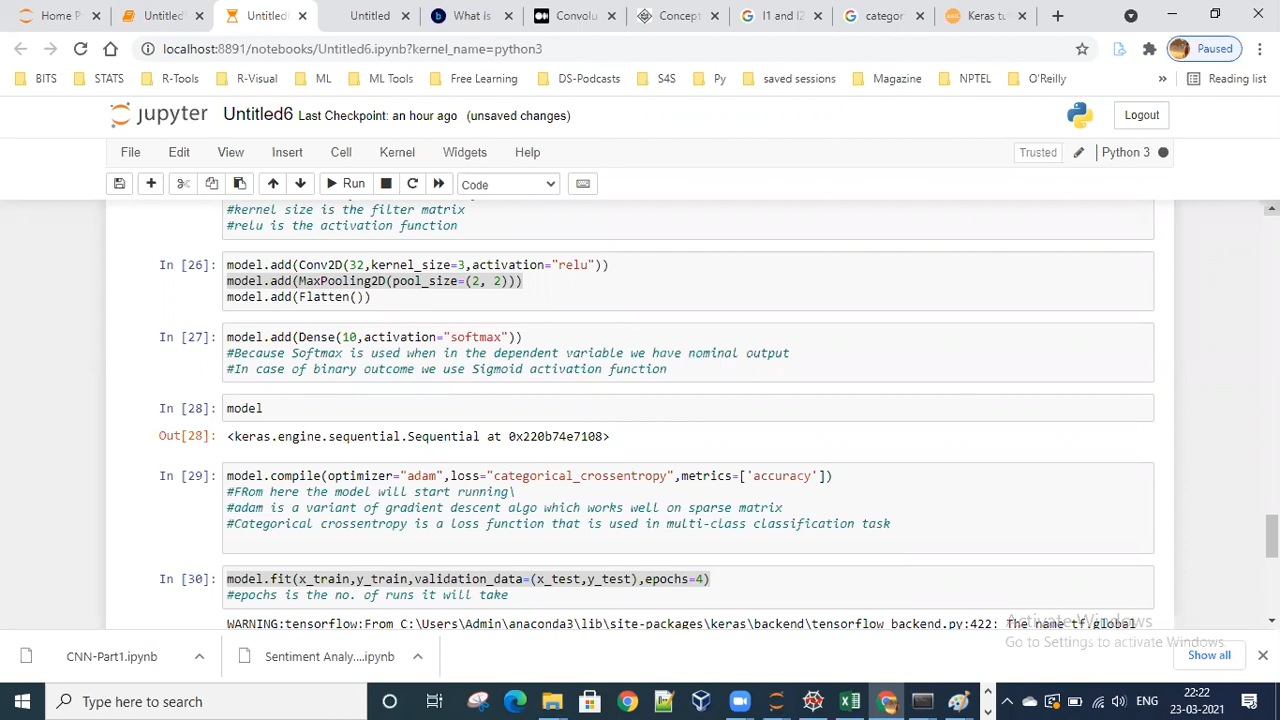 Home P
Untitled
Untitled
Untitled
What is
Convolu
Concept
l1 and l2
categor
Keras tu
localhost:8891/notebooks/Untitled6.ipynb?kernel_name=python3
Paused
BITS
STATS
R-Tools
R-Visual
ML
ML Tools
Free Learning
DS-Podcasts
S4S
Py
saved sessions
Magazine
NPTEL
O'Reilly
»
Reading list
jupyter Untitled6 Last Checkpoint: an hour ago (unsaved changes)
Logout
File Edit View Insert Cell Kernel Widgets Help
Trusted
Python 3
Run
Code
#kernel size is the filter matrix
#relu is the activation function
In [26]: model.add(Conv2D(32,kernel_size=3,activation="relu"))
model.add(MaxPooling2D(pool_size=(2, 2)))
model.add(Flatten())
In [27]: model.add(Dense(10,activation="softmax"))
#Because Softmax is used when in the dependent variable we have nominal output
#In case of binary outcome we use Sigmoid activation function
In [28]: model
Out[28]: <keras.engine.sequential.Sequential at 0x220b74e7108>
In [29]: model.compile(optimizer="adam",loss="categorical_crossentropy",metrics=['accuracy'])
#FRom here the model will start running\
#adam is a variant of gradient descent algo which works well on sparse matrix
#Categorical crossentropy is a loss function that is used in multi-class classification task
In [30]: model.fit(x_train,y_train,validation_data=(x_test,y_test),epochs=4)
#epochs is the no. of runs it will take
WARNING:tensorflow:From C:\Users\Admin\anaconda3\lib\site-packages\keras\backend\tensorflow_backend.py:422: The name tf.global
Activate Windows
Go to Settings to activate Windows.
CNN-Part1.ipynb
Sentiment Analy....ipynb
Show all
Type here to search
ENG
22:22
23-03-2021